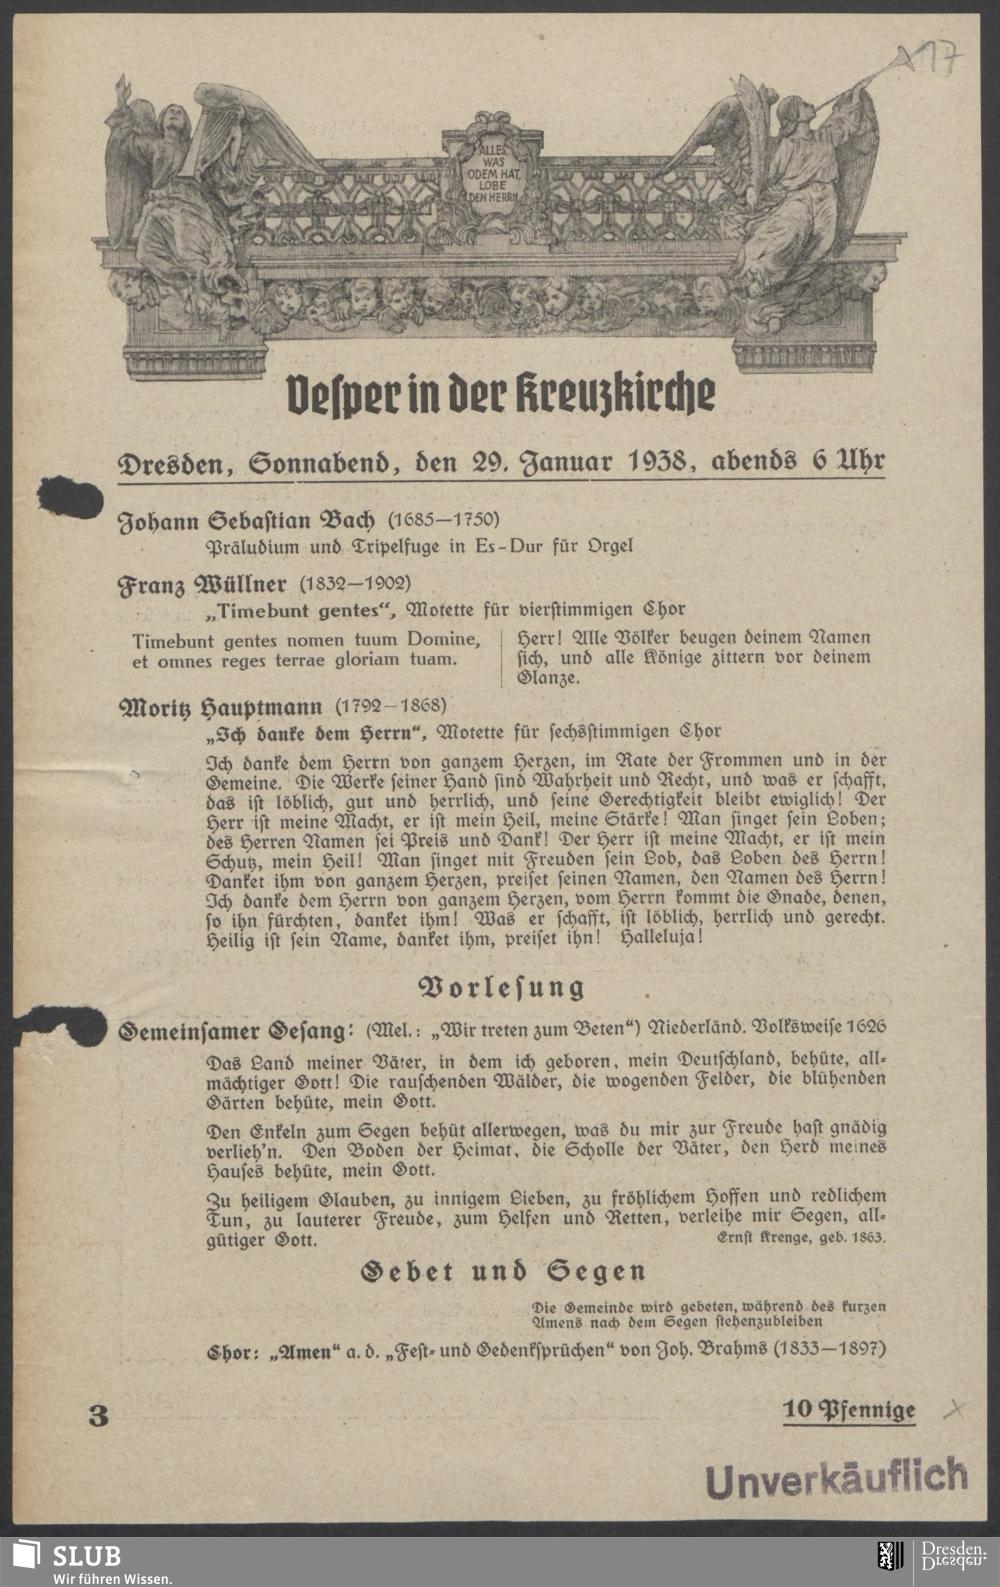 17
ALLES
WAS
ODEM HAT,
LOBE
DEN HERRN
Vesper in der Kreuzkirche
Dresden, Sonnabend, den 29. Januar 1938, abends 6 Uhr
Johann Sebastian Bach (1685—1750)
Präludium und Tripelfuge in Es-Dur für Orgel
Franz Wüllner (1832—1902)
„Timebunt gentes“, Motette für vierstimmigen Chor
Timebunt gentes nomen tuum Domine,
et omnes reges terrae gloriam tuam.
Herr! Alle Völker beugen deinem Namen
sich, und alle Könige zittern vor deinem
Glanze.
Moritz Hauptmann (1792—1868)
„Ich danke dem Herrn“, Motette für sechsstimmigen Chor
Ich danke dem Herrn von ganzem Herzen, im Rate der Frommen und in der
Gemeine. Die Werke seiner Hand sind Wahrheit und Recht, und was er schafft,
das ist löblich, gut und herrlich, und seine Gerechtigkeit bleibt ewiglich! Der
Herr ist meine Macht, er ist mein Heil, meine Stärke! Man singet sein Loben;
des Herren Namen sei Preis und Dank! Der Herr ist meine Macht, er ist mein
Schutz, mein Heil! Man singet mit Freuden sein Lob, das Loben des Herrn!
Danket ihm von ganzem Herzen, preiset seinen Namen, den Namen des Herrn!
Ich danke dem Herrn von ganzem Herzen, vom Herrn kommt die Gnade, denen,
so ihn fürchten, danket ihm! Was er schafft, ist löblich, herrlich und gerecht.
Heilig ist sein Name, danket ihm, preiset ihn! Halleluja!
Vorlesung
Gemeinsamer Gesang: (Mel.: „Wir treten zum Beten“) Niederländ. Volksweise 1626
Das Land meiner Väter, in dem ich geboren, mein Deutschland, behüte, all-
mächtiger Gott! Die rauschenden Wälder, die wogenden Felder, die blühenden
Gärten behüte, mein Gott.
Den Enkeln zum Segen behüt allerwegen, was du mir zur Freude hast gnädig
verlieh'n. Den Boden der Heimat, die Scholle der Väter, den Herd meines
Hauses behüte, mein Gott.
Zu heiligem Glauben, zu innigem Lieben, zu fröhlichem Hoffen und redlichem
Tun, zu lauterer Freude, zum Helfen und Retten, verleihe mir Segen, all-
gütiger Gott.
Ernst Krenge, geb. 1863.
Gebet und Segen
Die Gemeinde wird gebeten, während des kurzen
Amens nach dem Segen stehenzubleiben
Chor: „Amen“ a. d. „Fest- und Gedenksprüchen“ von Joh. Brahms (1833—1897)
3
10 Pfennige
Unverkäuflich
SLUB
Wir führen Wissen.
Dresden.
Dresden.